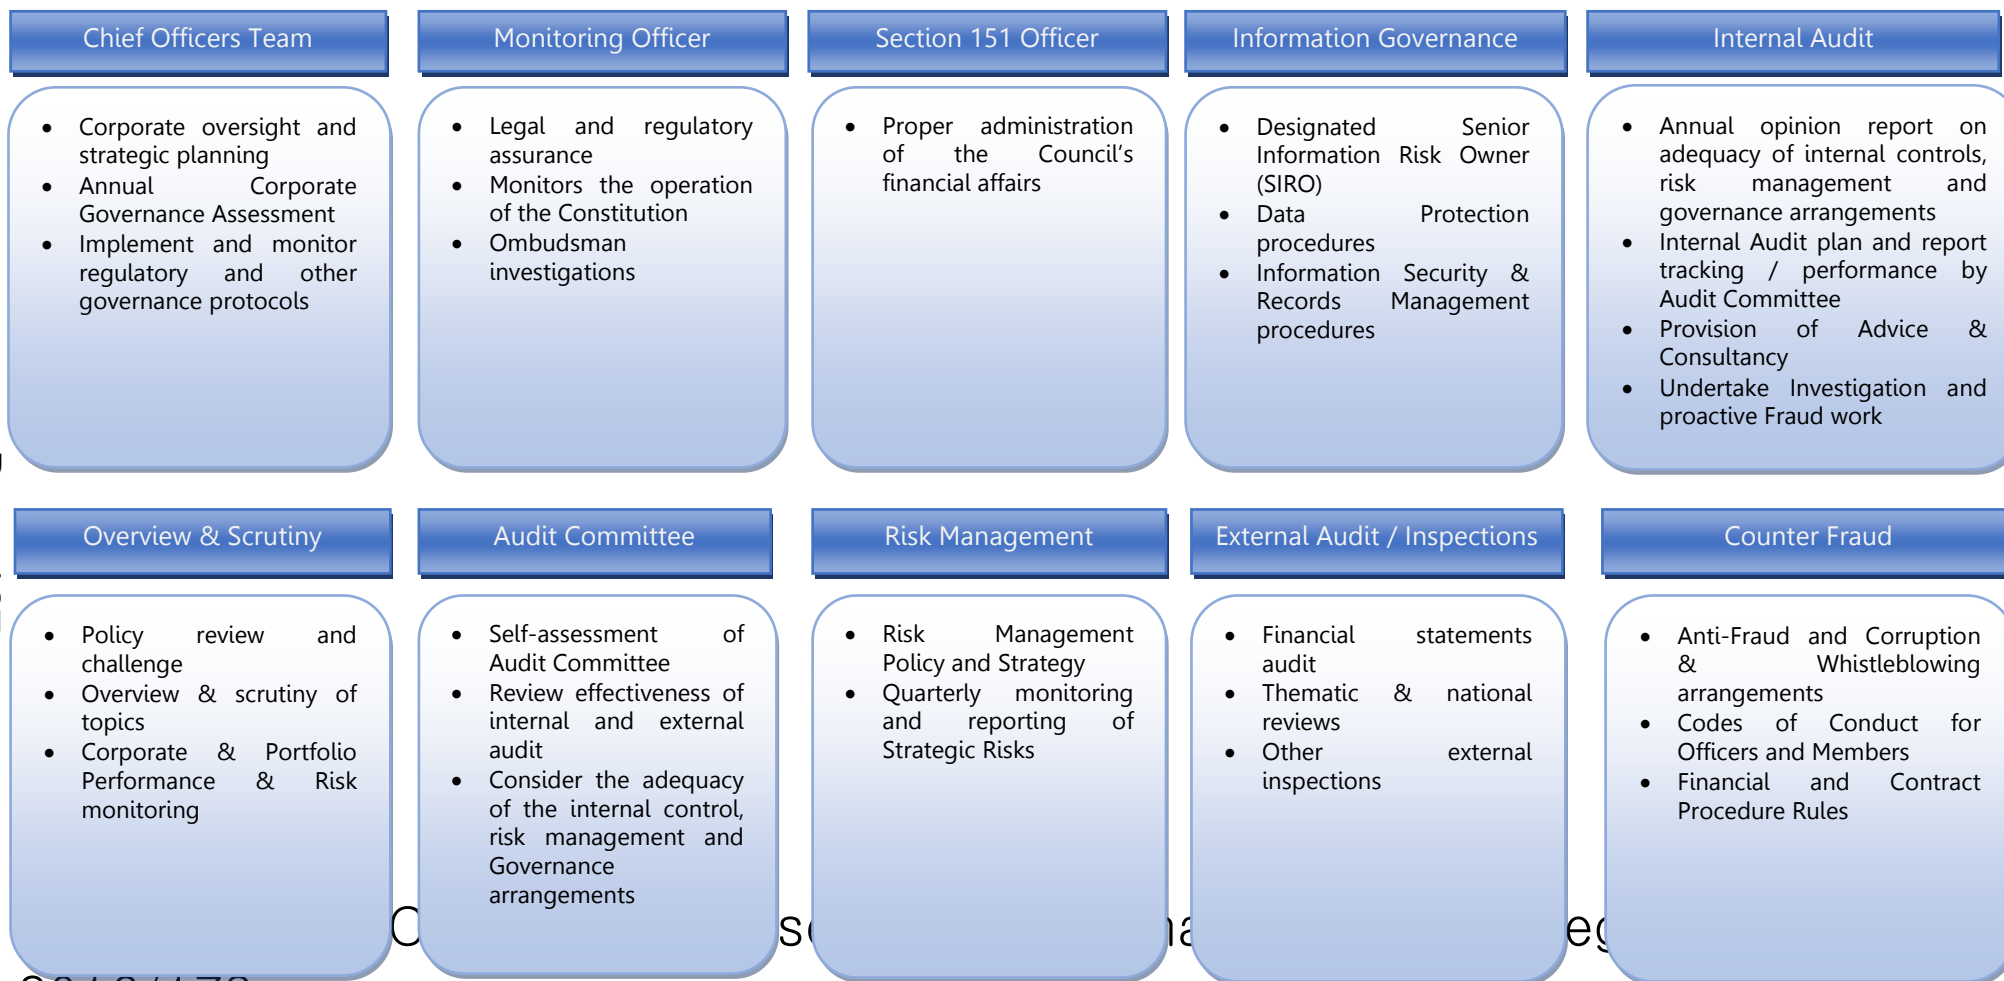 Chief Officers Team
Corporate oversight and
strategic planning
Annual Corporate
Governance Assessment
Implement and monitor
regulatory and other
governance protocols
Monitoring Officer
Legal and regulatory
assurance
Monitors the operation
of the Constitution
Ombudsman
investigations
Section 151 Officer
Proper administration
of the Council's
financial affairs
Information Governance
Designated Senior
Information Risk Owner
(SIRO)
Data Protection
procedures
Information Security &
Records Management
procedures
Internal Audit
Annual opinion report on
adequacy of internal controls,
risk management and
governance arrangements
Internal Audit plan and report
tracking / performance by
Audit Committee
Provision of Advice &
Consultancy
Undertake Investigation and
proactive Fraud work
Overview & Scrutiny
Policy review and
challenge
Overview & scrutiny of
topics
Corporate & Portfolio
Performance & Risk
monitoring
Audit Committee
Self-assessment of
Audit Committee
Review effectiveness of
internal and external
audit
Consider the adequacy
of the internal control,
risk management and
Governance
arrangements
Risk Management
Risk Management
Policy and Strategy
Quarterly monitoring
and reporting of
Strategic Risks
External Audit / Inspections
Financial statements
audit
Thematic & national
reviews
Other external
inspections
Counter Fraud
Anti-Fraud and Corruption
& Whistleblowing
arrangements
Codes of Conduct for
Officers and Members
Financial and Contract
Procedure Rules